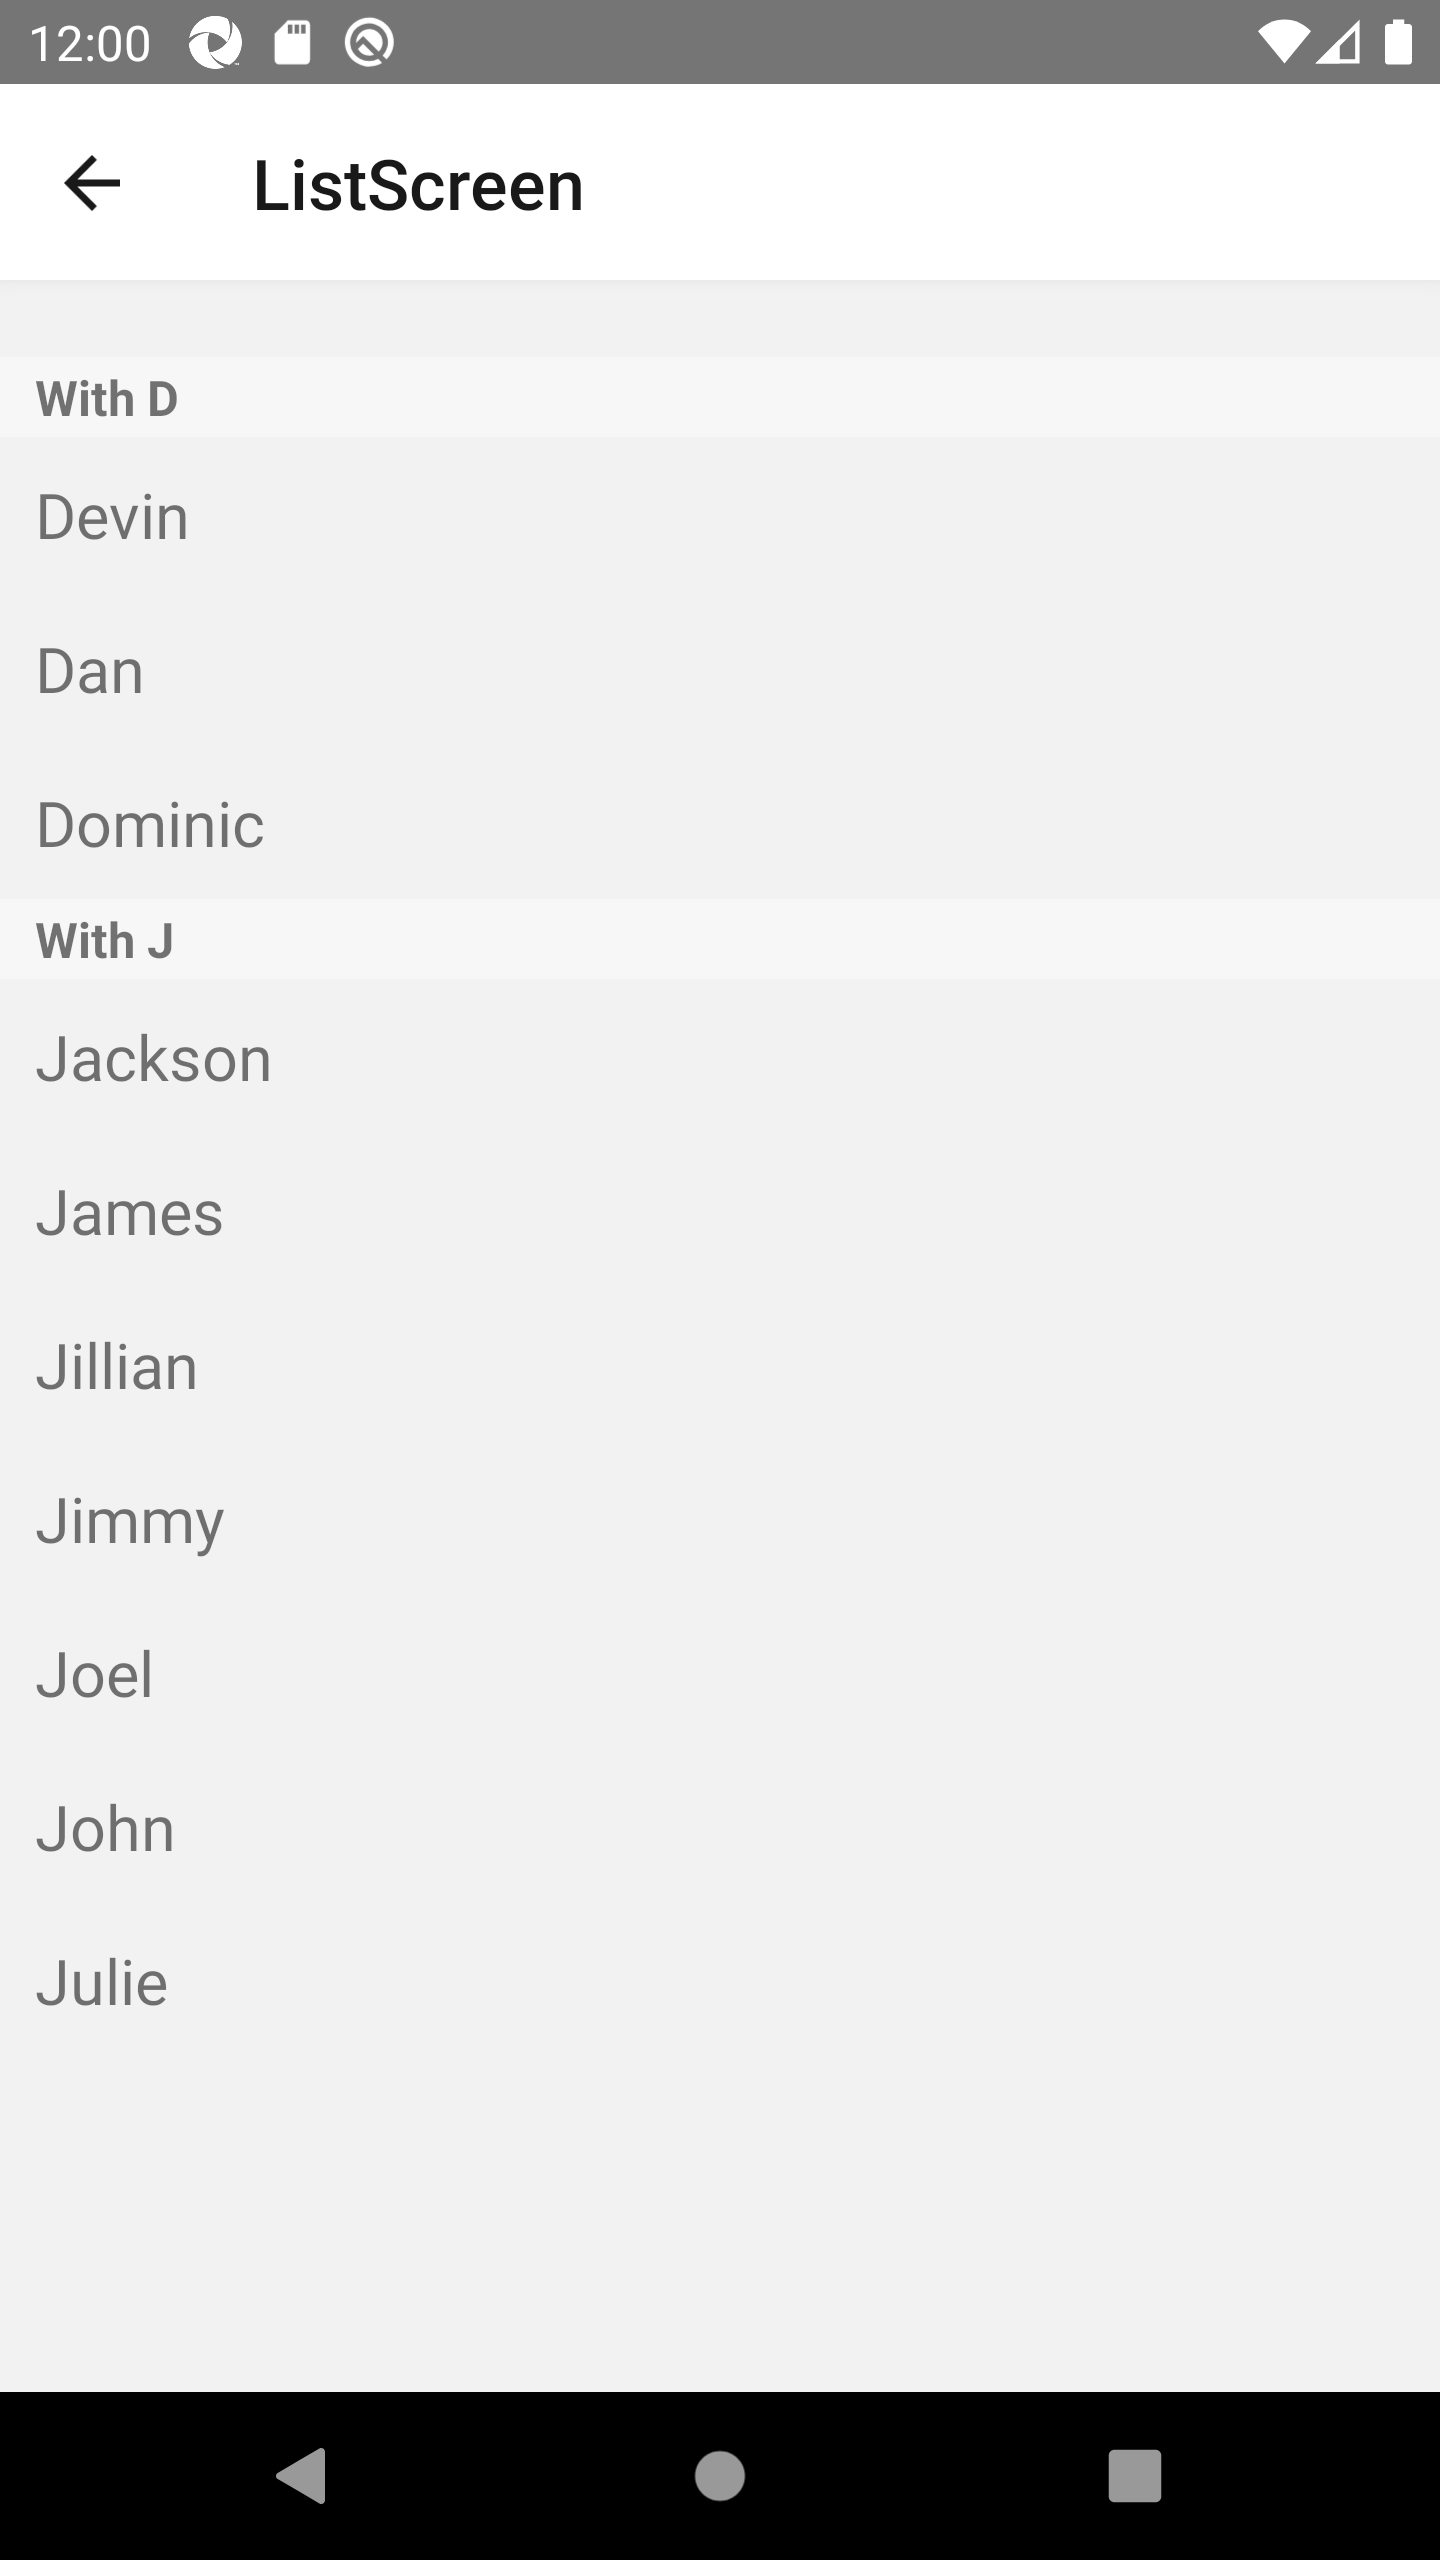 12:00
ListScreen
With D
Devin
Dan
Dominic
With J
Jackson
James
Jillian
Jimmy
Joel
John
Julie